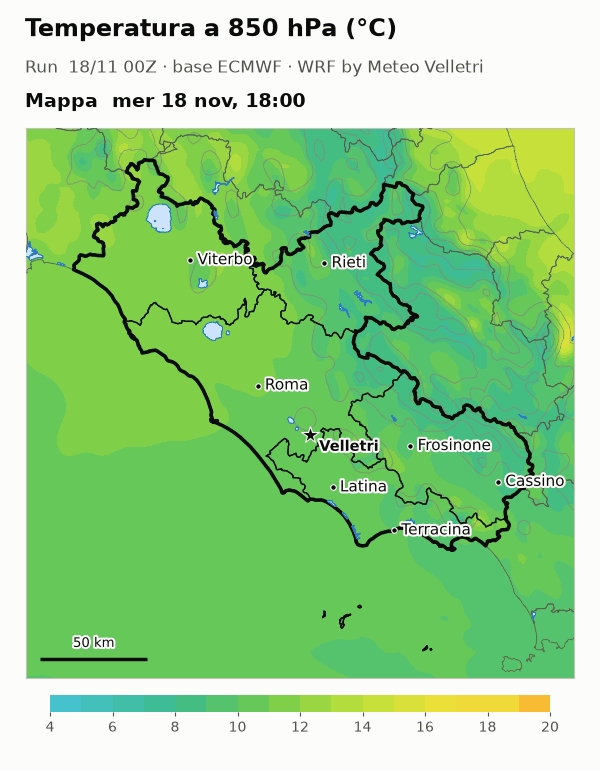 Temperatura a 850 hPa (°C)
Run  18/11 00Z · base ECMWF · WRF by Meteo Velletri
Mappa  mer 18 nov, 18:00
Viterbo
Rieti
Roma
Velletri
Frosinone
Latina
Cassino
Terracina
50 km
4 6 8 10 12 14 16 18 20